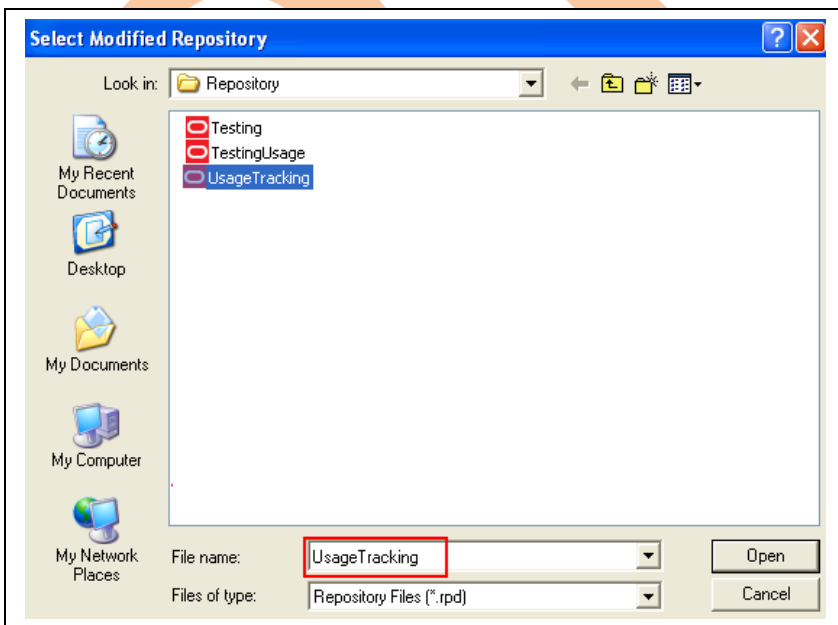 Select Modified Repository
Look in: Repository
Testing
TestingUsage
UsageTracking
My Recent
Documents
Desktop
My Documents
My Computer
My Network
Places
File name: UsageTracking Open
Files of type: Repository Files (*.rpd) Cancel